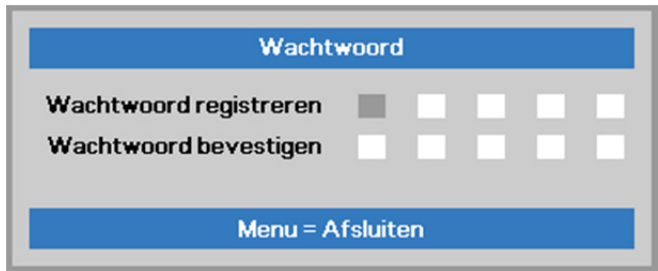 Wachtwoord
Wachtwoord registreren
Wachtwoord bevestigen
Menu = Afsluiten